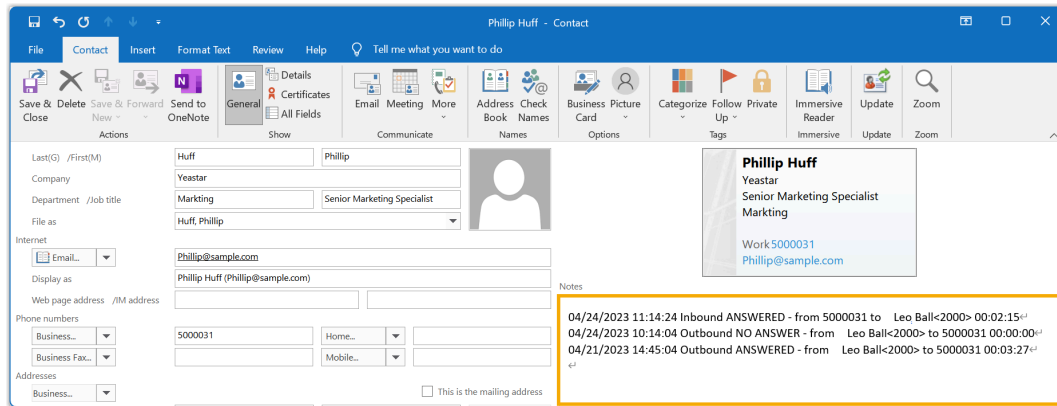 Phillip Huff - Contact
File Contact Insert Format Text Review Help Tell me what you want to do
Save & Close
Delete
Save & New
Forward
Send to OneNote
Actions
General
Details
Certificates
All Fields
Show
Email
Meeting
More
Communicate
Address Book
Check Names
Names
Business Card
Picture
Options
Categorize
Follow Up
Private
Tags
Immersive Reader
Immersive
Update
Update
Zoom
Zoom
Last(G) /First(M) Huff Phillip
Company Yeastar
Department /Job title Markting Senior Marketing Specialist
File as Huff, Phillip
Internet
Email... Phillip@sample.com
Display as Phillip Huff (Phillip@sample.com)
Web page address /IM address
Phone numbers
Business... 5000031 Home...
Business Fax... Mobile...
Addresses
Business... This is the mailing address
Phillip Huff
Yeastar
Senior Marketing Specialist
Markting
Work 5000031
Phillip@sample.com
Notes
04/24/2023 11:14:24 Inbound ANSWERED - from 5000031 to Leo Ball<2000> 00:02:15
04/24/2023 10:14:04 Outbound NO ANSWER - from Leo Ball<2000> to 5000031 00:00:00
04/21/2023 14:45:04 Outbound ANSWERED - from Leo Ball<2000> to 5000031 00:03:27